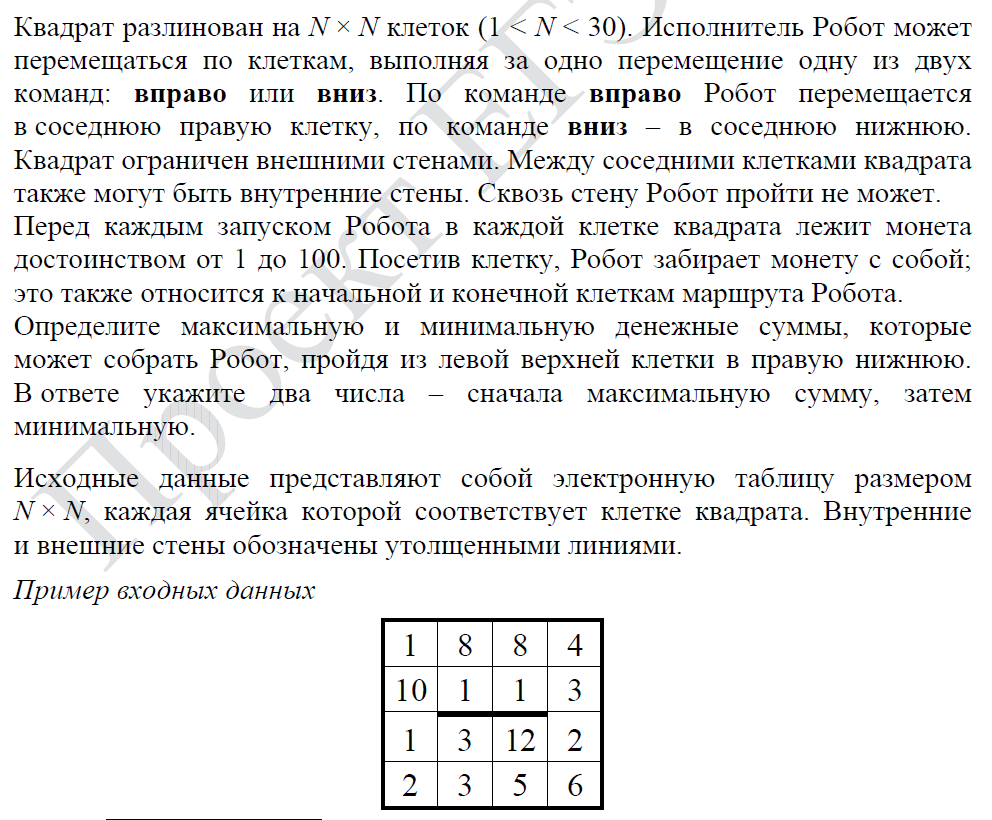 Квадрат разлинован на N × N клеток (1 < N < 30). Исполнитель Робот может
перемещаться по клеткам, выполняя за одно перемещение одну из двух
команд: вправо или вниз. По команде вправо Робот перемещается
в соседнюю правую клетку, по команде вниз – в соседнюю нижнюю.
Квадрат ограничен внешними стенами. Между соседними клетками квадрата
также могут быть внутренние стены. Сквозь стену Робот пройти не может.
Перед каждым запуском Робота в каждой клетке квадрата лежит монета
достоинством от 1 до 100. Посетив клетку, Робот забирает монету с собой;
это также относится к начальной и конечной клеткам маршрута Робота.
Определите максимальную и минимальную денежные суммы, которые
может собрать Робот, пройдя из левой верхней клетки в правую нижнюю.
В ответе укажите два числа – сначала максимальную сумму, затем
минимальную.
Исходные данные представляют собой электронную таблицу размером
N × N, каждая ячейка которой соответствует клетке квадрата. Внутренние
и внешние стены обозначены утолщенными линиями.
Пример входных данных
1 8 8 4
10 1 1 3
1 3 12 2
2 3 5 6
Проект ЕГЭ